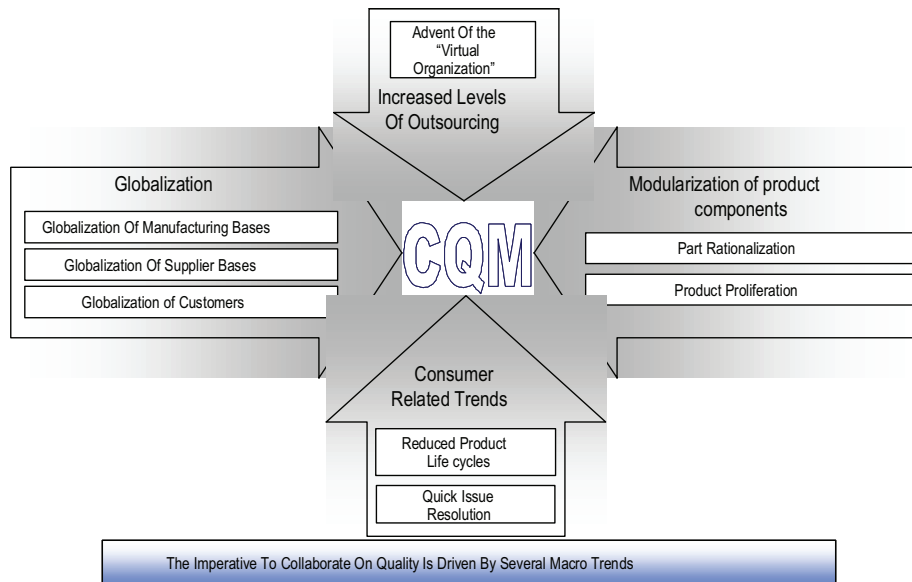 Advent Of the
“Virtual
Organization”
Increased Levels
Of Outsourcing
Globalization
Globalization Of Manufacturing Bases
Globalization Of Supplier Bases
Globalization of Customers
CQM
Modularization of product
components
Part Rationalization
Product Proliferation
Consumer
Related Trends
Reduced Product
Life cycles
Quick Issue
Resolution
The Imperative To Collaborate On Quality Is Driven By Several Macro Trends